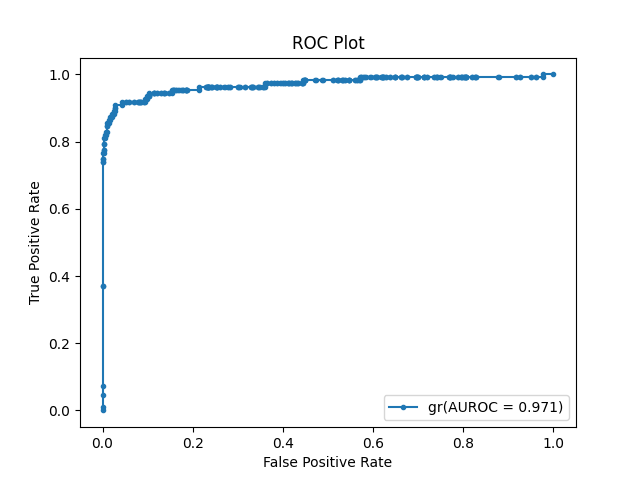 ROC Plot
True Positive Rate
1.0
0.8
0.6
0.4
0.2
0.0
gr(AUROC = 0.971)
0.0 0.2 0.4 0.6 0.8 1.0
False Positive Rate